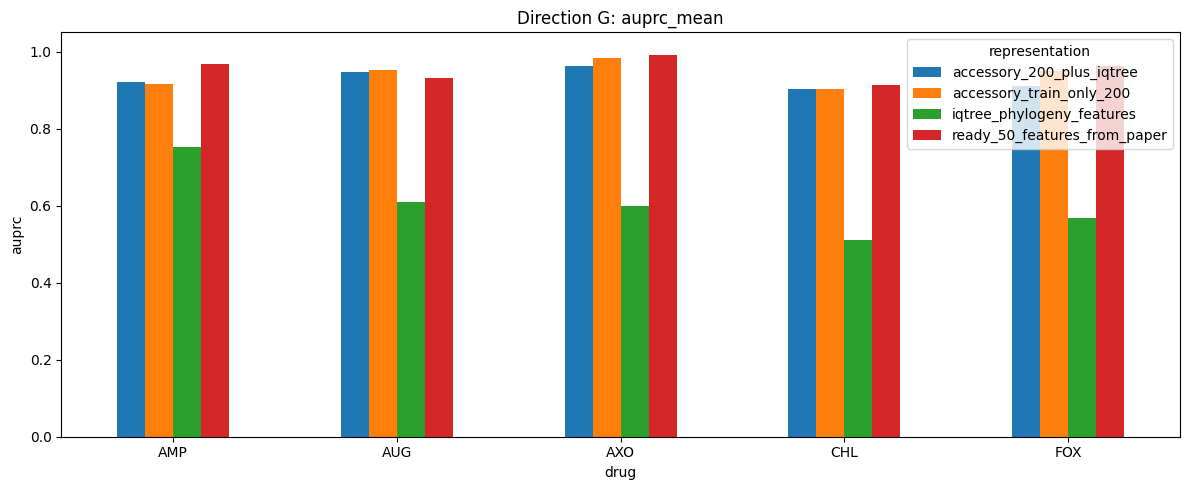 Direction G: auprc_mean
representation
accessory_200_plus_iqtree
accessory_train_only_200
iqtree_phylogeny_features
ready_50_features_from_paper
auprc
1.0
0.8
0.6
0.4
0.2
0.0
AMP
AUG
AXO
CHL
FOX
drug